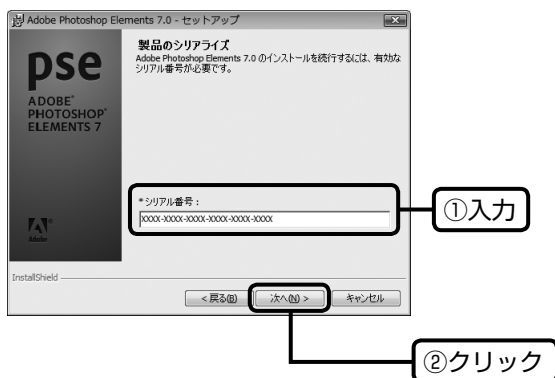 Adobe Photoshop Elements 7.0 - セットアップ
pse
ADOBE®
PHOTOSHOP®
ELEMENTS 7
製品のシリアライズ
Adobe Photoshop Elements 7.0 のインストールを続行するには、有効な
シリアル番号が必要です。
*シリアル番号：
XXXX-XXXX-XXXX-XXXX-XXXX-XXXX
①入力
Adobe
InstallShield
< 戻る(B)
次へ(N) >
キャンセル
②クリック